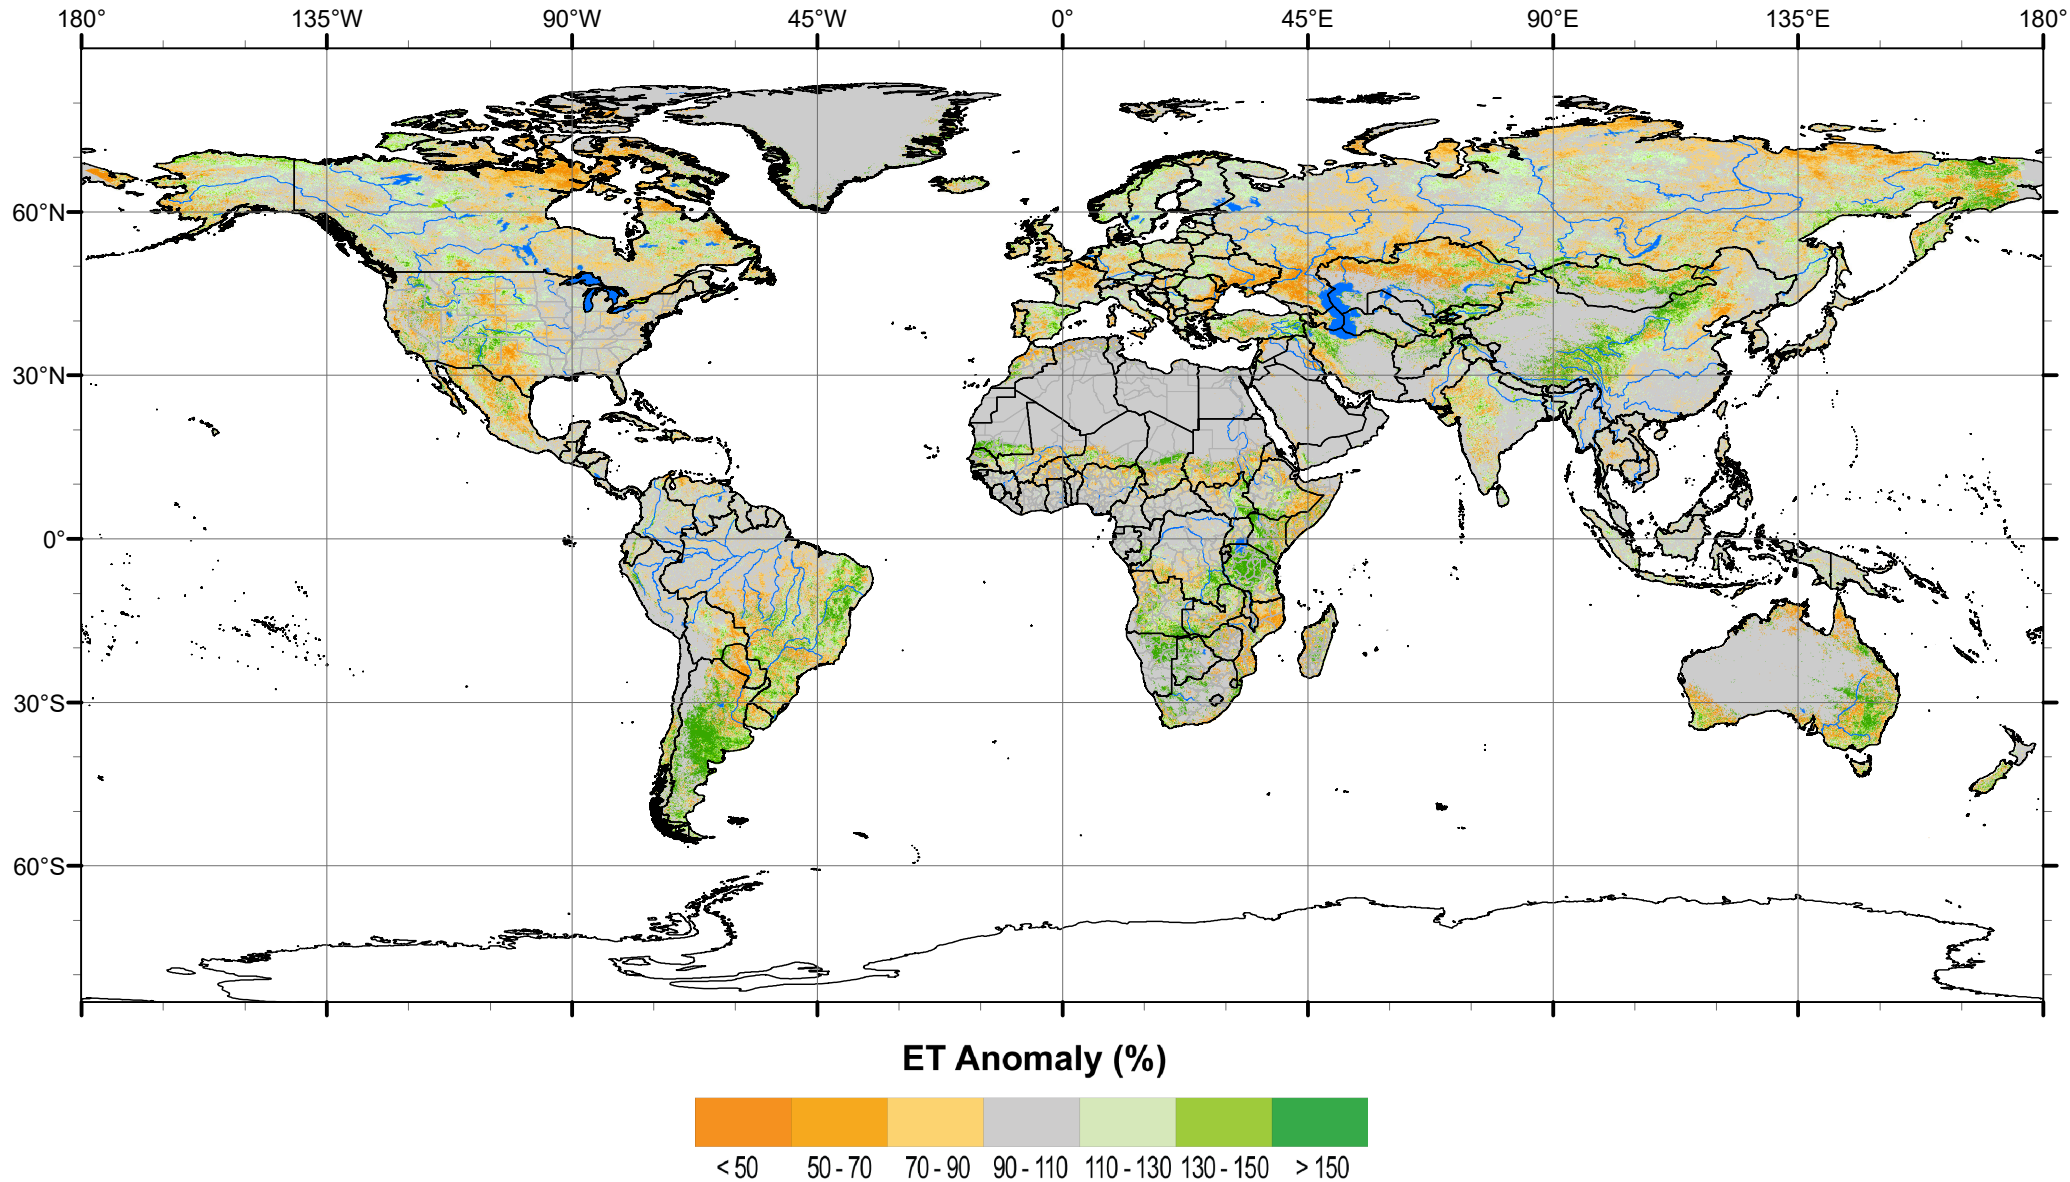 180° 135°W 90°W 45°W 0° 45°E 90°E 135°E 180°
60°N
30°N
0°
30°S
60°S
ET Anomaly (%)
< 50 50 - 70 70 - 90 90 - 110 110 - 130 130 - 150 > 150